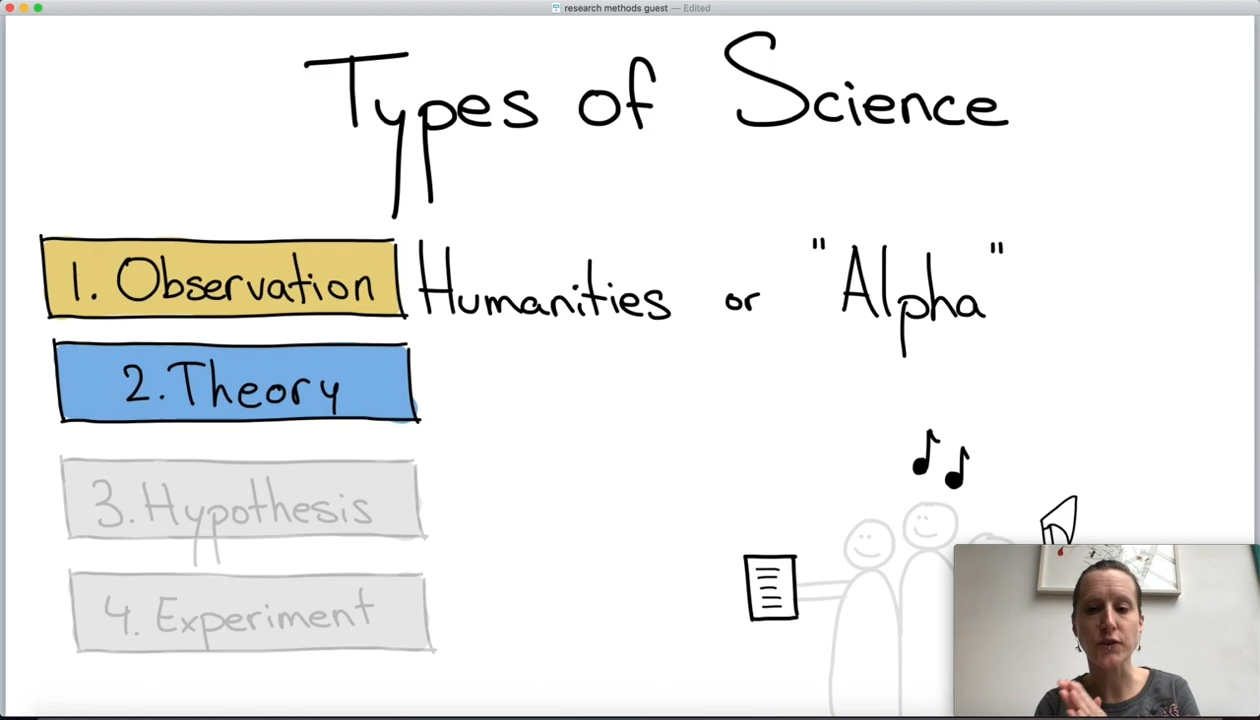 research methods guest — Edited
Types of Science
1. Observation Humanities or "Alpha"
2. Theory
3. Hypothesis
4. Experiment